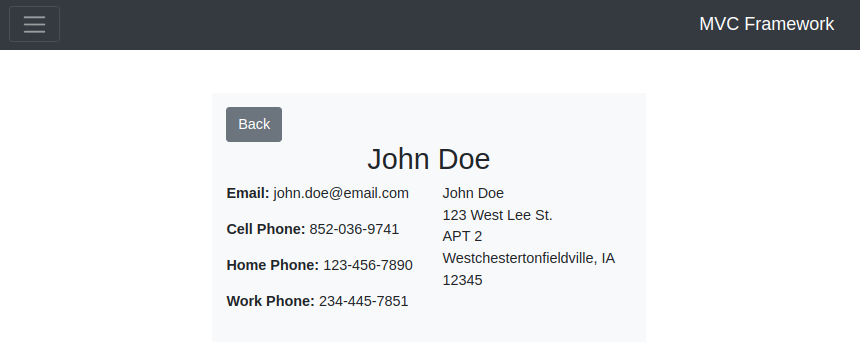 MVC Framework
Back
John Doe
Email: john.doe@email.com
Cell Phone: 852-036-9741
Home Phone: 123-456-7890
Work Phone: 234-445-7851
John Doe
123 West Lee St.
APT 2
Westchestertonfieldville, IA
12345